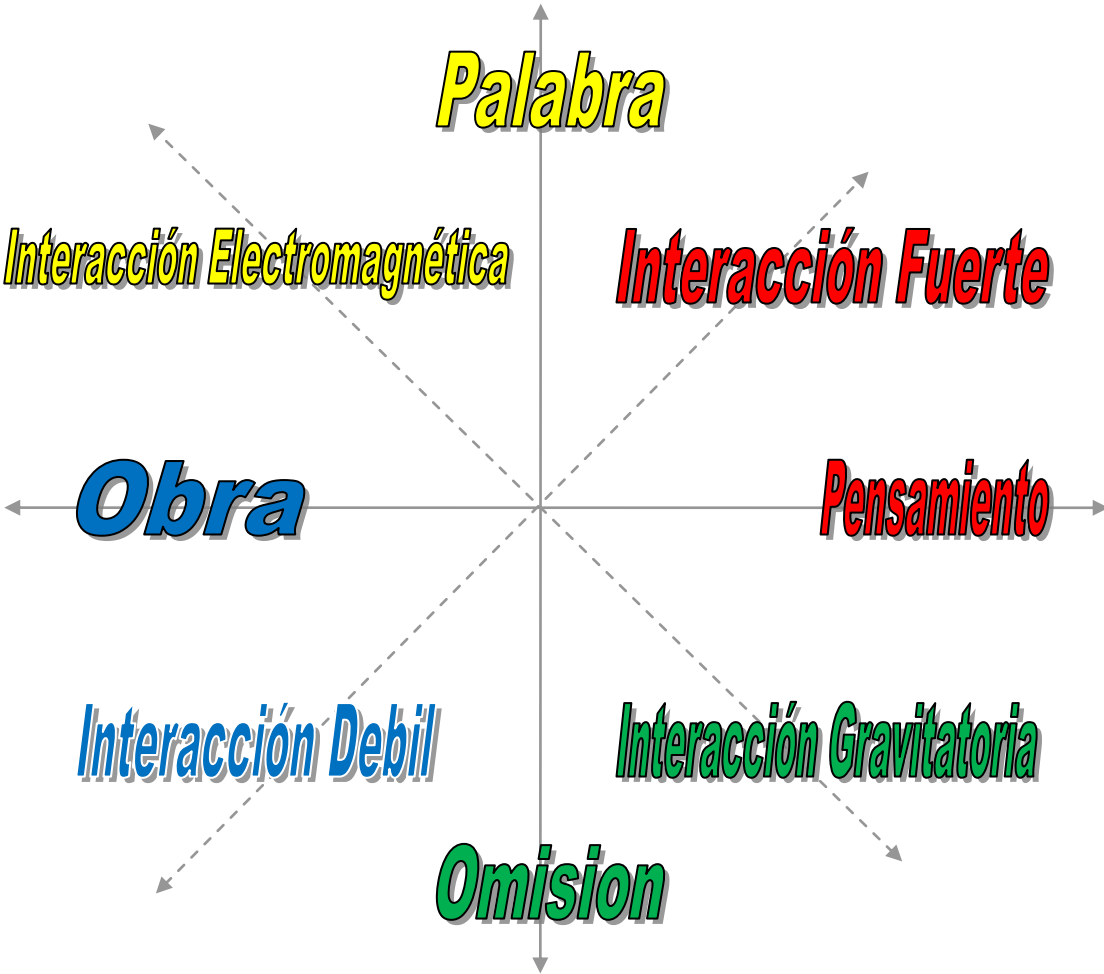 Palabra
Interacción Electromagnética
Interacción Fuerte
Obra
Pensamiento
Interacción Debil
Interacción Gravitatoria
Omision